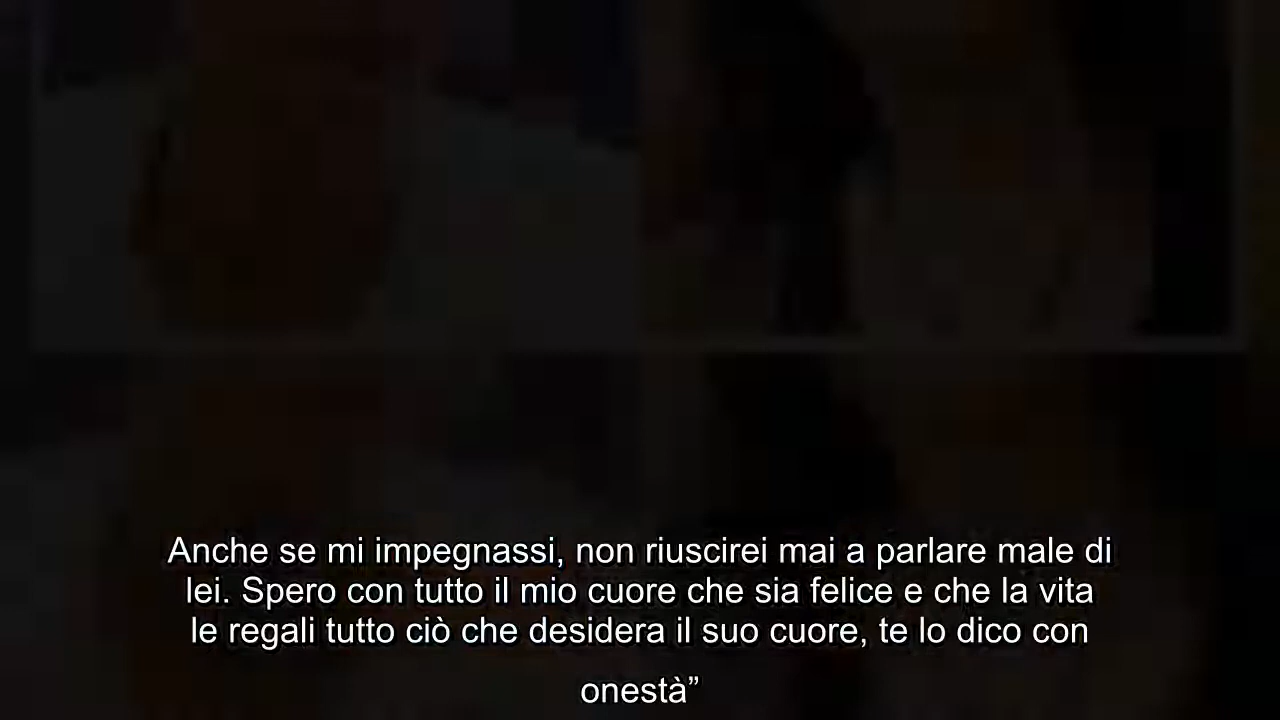 Anche se mi impegnassi, non riuscirei mai a parlare male di
lei. Spero con tutto il mio cuore che sia felice e che la vita
le regali tutto ciò che desidera il suo cuore, te lo dico con
onestà”